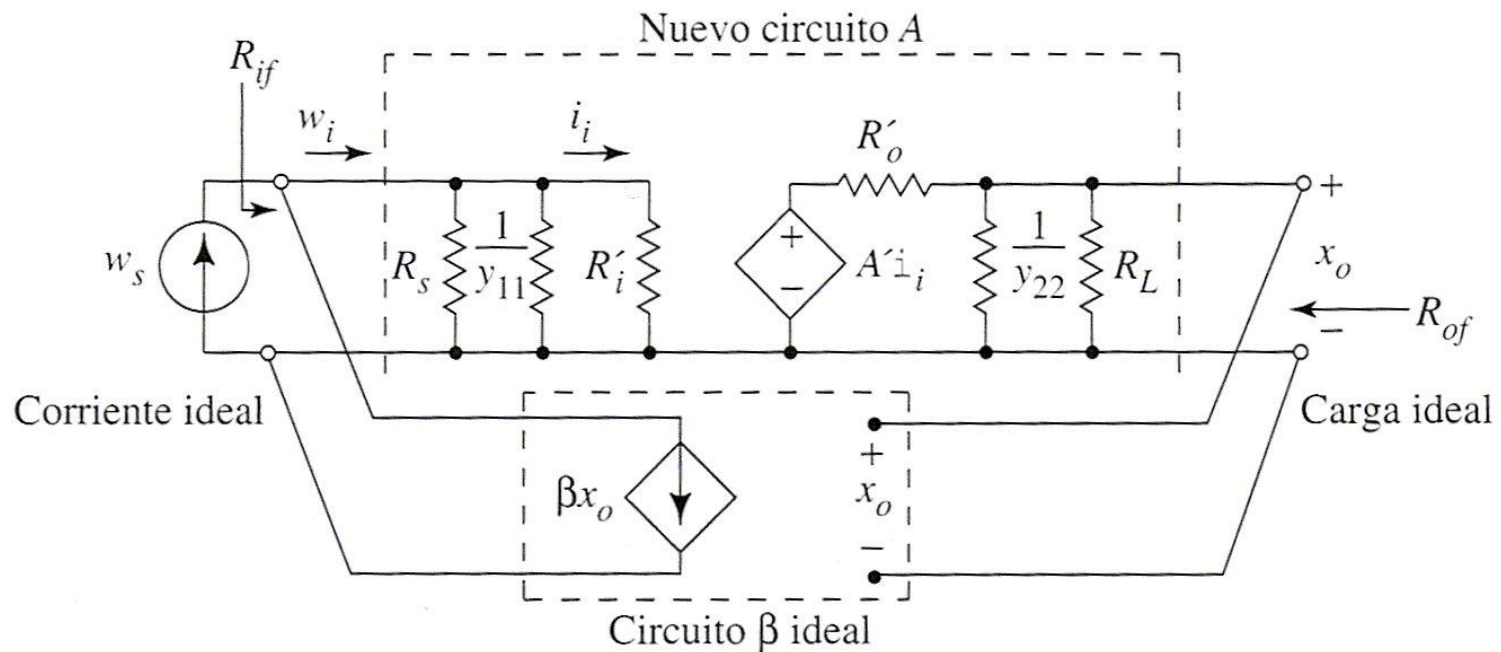 Nuevo circuito A
R_if
w_i
i_i
R´_o
w_s
R_s
1/y_11
R´_i
+
−
A´i_i
1/y_22
R_L
+
x_o
−
R_of
Corriente ideal
Carga ideal
βx_o
+
x_o
−
Circuito β ideal